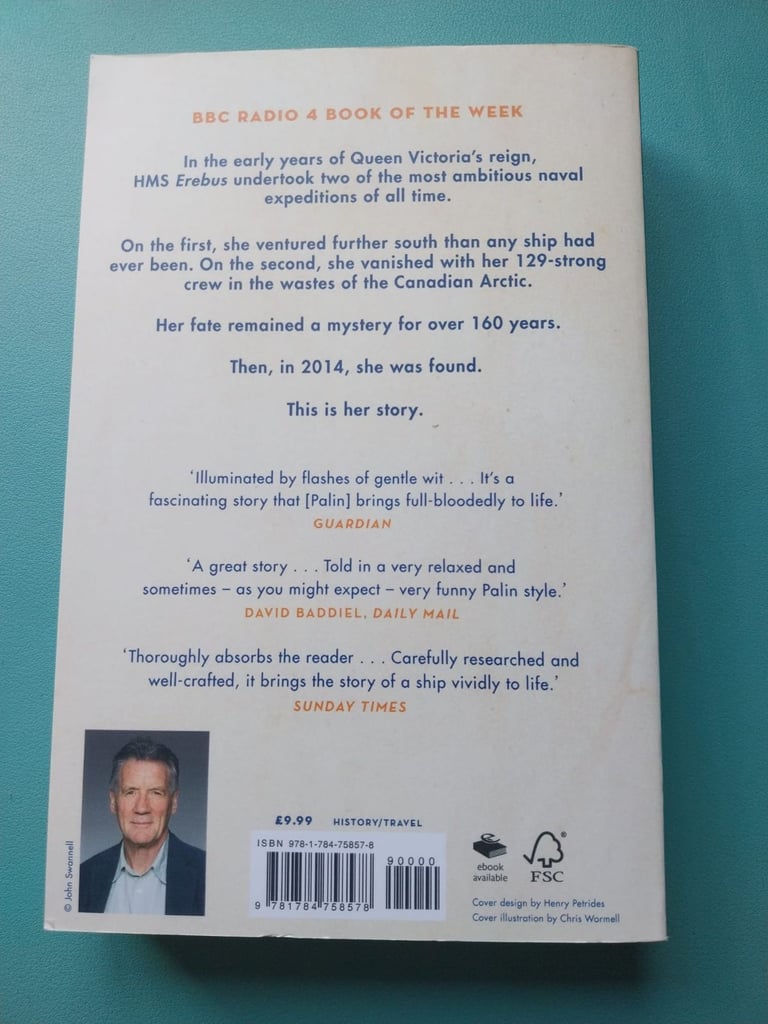 BBC RADIO 4 BOOK OF THE WEEK
In the early years of Queen Victoria's reign,
HMS Erebus undertook two of the most ambitious naval
expeditions of all time.
On the first, she ventured further south than any ship had
ever been. On the second, she vanished with her 129-strong
crew in the wastes of the Canadian Arctic.
Her fate remained a mystery for over 160 years.
Then, in 2014, she was found.
This is her story.
'Illuminated by flashes of gentle wit . . . It's a
fascinating story that [Palin] brings full-bloodedly to life.'
GUARDIAN
'A great story . . . Told in a very relaxed and
sometimes – as you might expect – very funny Palin style.'
DAVID BADDIEL, DAILY MAIL
'Thoroughly absorbs the reader . . . Carefully researched and
well-crafted, it brings the story of a ship vividly to life.'
SUNDAY TIMES
© John Swannell
£9.99 HISTORY/TRAVEL
ISBN 978-1-784-75857-8
90000
9 781784 758578
ebook
available
®
FSC
Cover design by Henry Petrides
Cover illustration by Chris Wormell